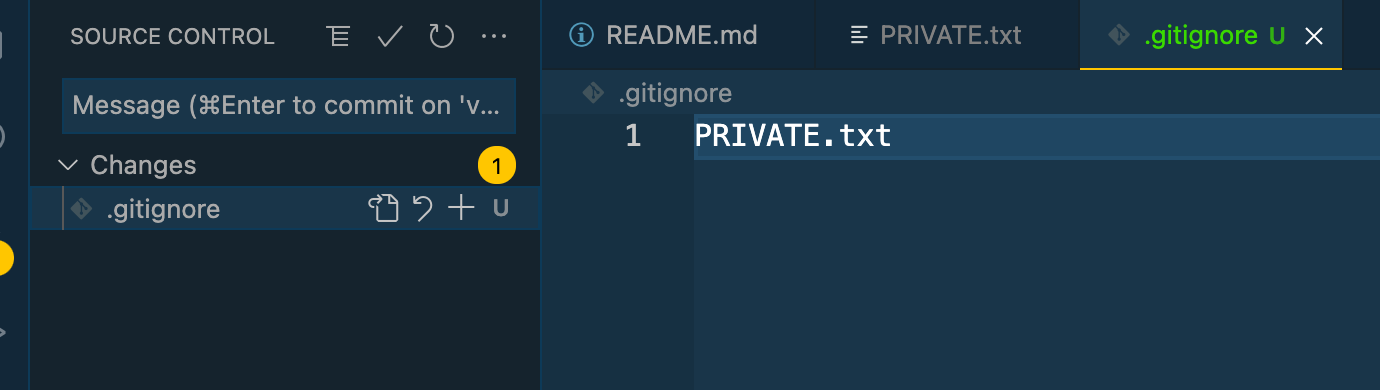 SOURCE CONTROL
Message (⌘Enter to commit on 'v...
Changes
1
.gitignore
U
README.md
PRIVATE.txt
.gitignore U
.gitignore
1 PRIVATE.txt